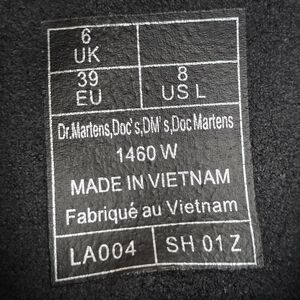 6
UK
39
EU
8
US L
Dr.Martens,Doc's,DM's,Doc Martens
1460 W
MADE IN VIETNAM
Fabriqué au Vietnam
LA004 SH 01 Z